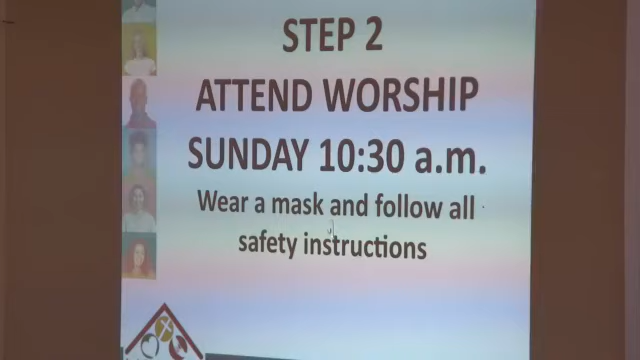 STEP 2
ATTEND WORSHIP
SUNDAY 10:30 a.m.
Wear a mask and follow all
safety instructions